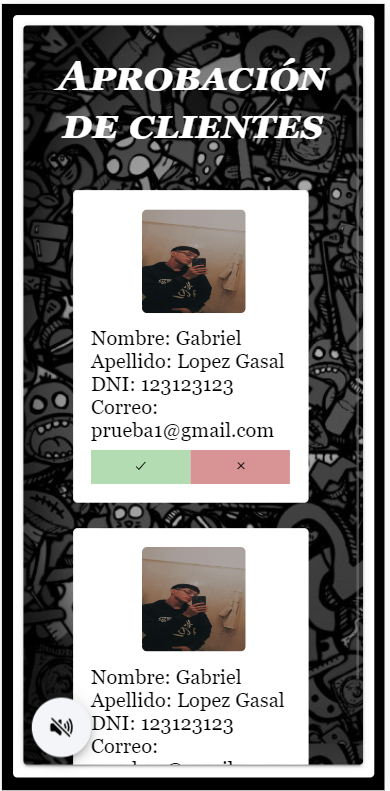 APROBACIÓN
DE CLIENTES
Nombre: Gabriel
Apellido: Lopez Gasal
DNI: 123123123
Correo:
prueba1@gmail.com
Nombre: Gabriel
Apellido: Lopez Gasal
DNI: 123123123
Correo: